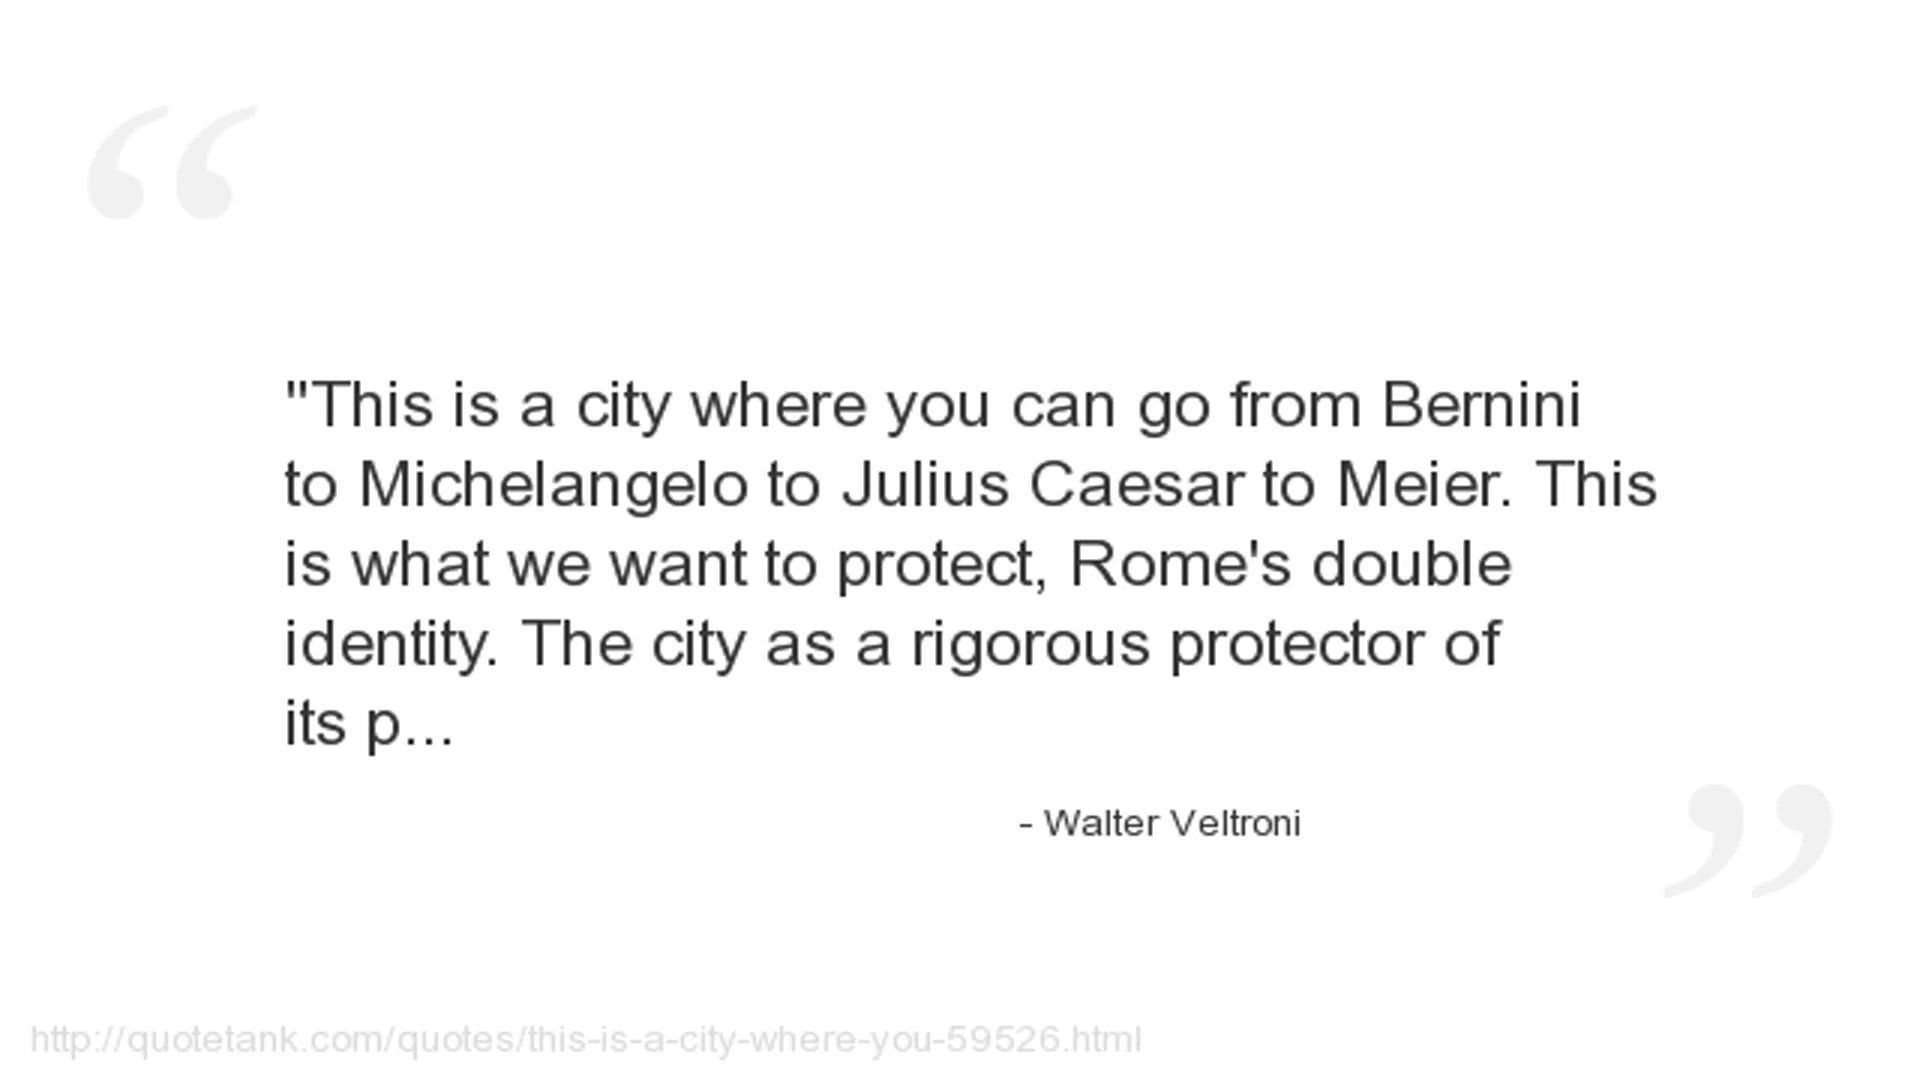 "This is a city where you can go from Bernini
to Michelangelo to Julius Caesar to Meier. This
is what we want to protect, Rome's double
identity. The city as a rigorous protector of
its p...
- Walter Veltroni
http://quotetank.com/quotes/this-is-a-city-where-you-59526.html